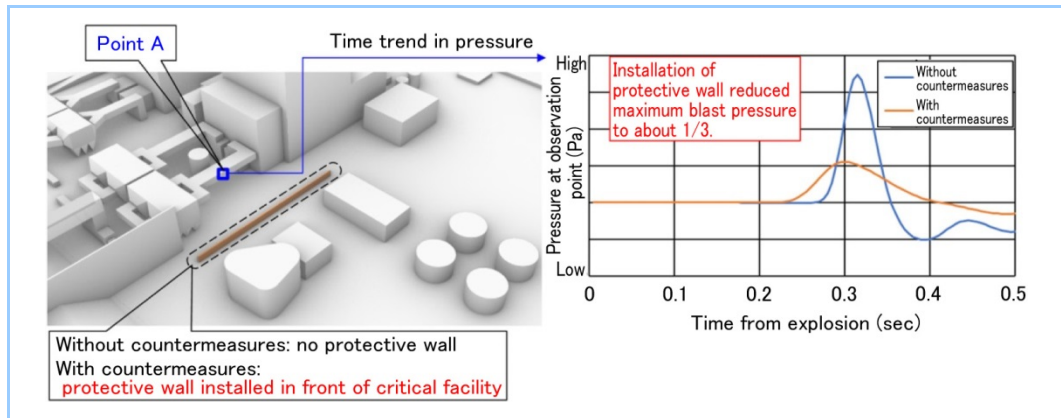 Point A
Time trend in pressure
High
Installation of
protective wall reduced
maximum blast pressure
to about 1/3.
Without
countermeasures
With
countermeasures
Pressure at observation
point (Pa)
Low
0
0.1
0.2
0.3
0.4
0.5
Time from explosion (sec)
Without countermeasures: no protective wall
With countermeasures:
protective wall installed in front of critical facility